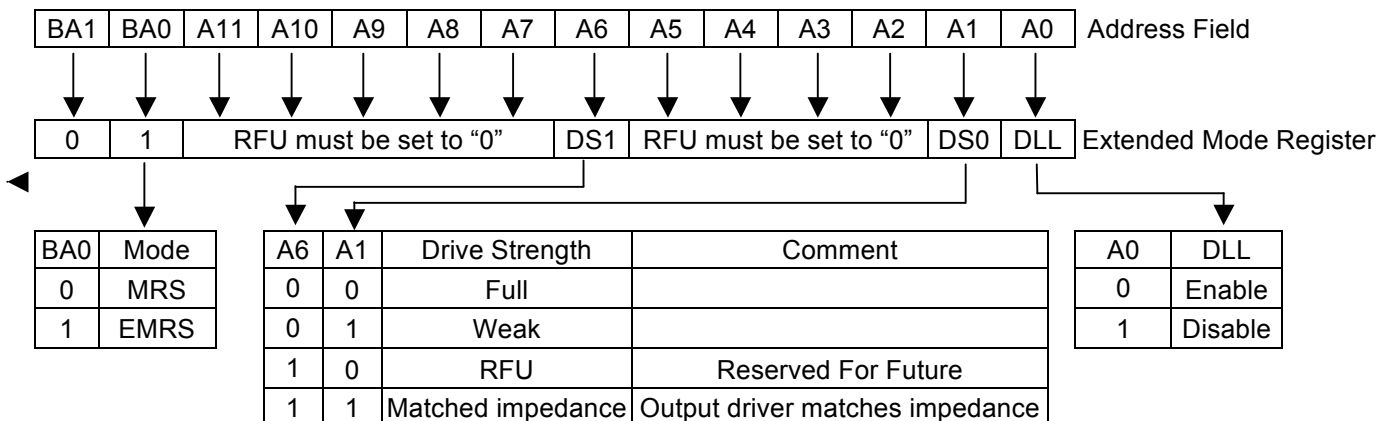 BA1 BA0 A11 A10 A9 A8 A7 A6 A5 A4 A3 A2 A1 A0 Address Field
0 1 RFU must be set to “0” DS1 RFU must be set to “0” DS0 DLL Extended Mode Register
BA0 Mode
0 MRS
1 EMRS
A6 A1 Drive Strength Comment
0 0 Full
0 1 Weak
1 0 RFU Reserved For Future
1 1 Matched impedance Output driver matches impedance
A0 DLL
0 Enable
1 Disable